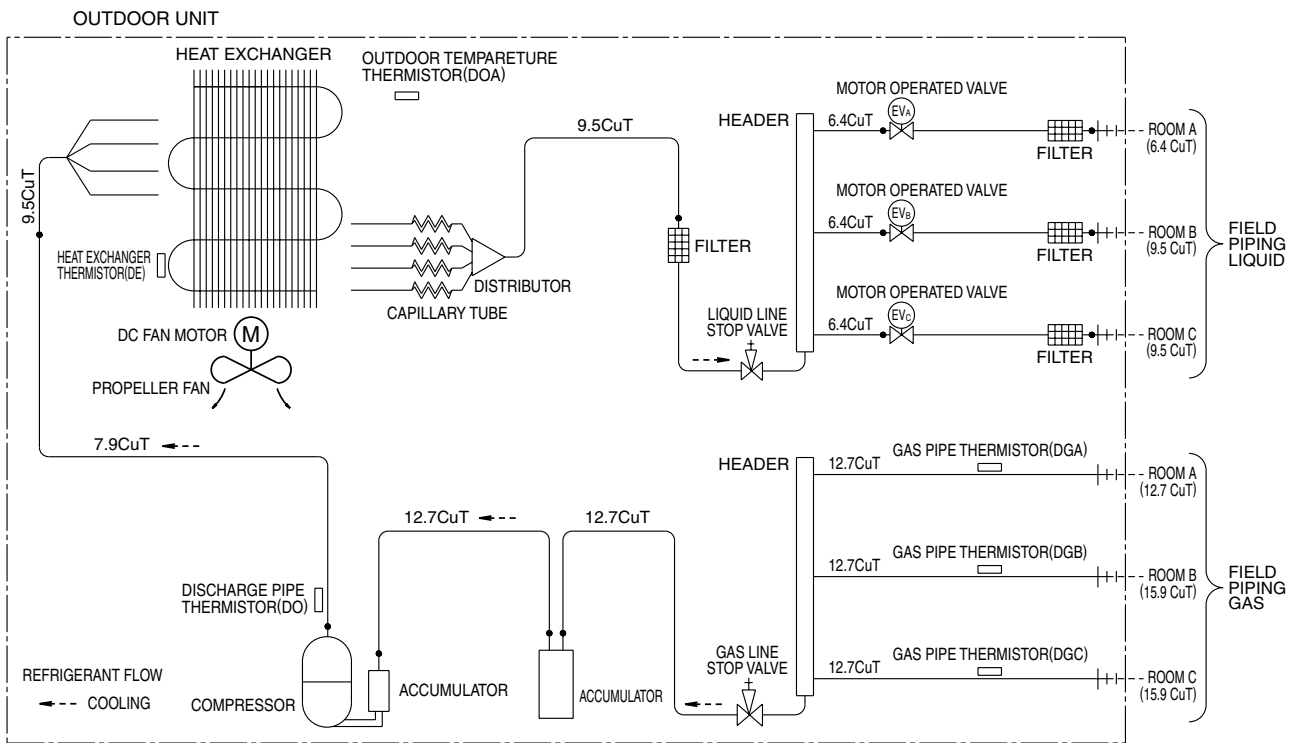 OUTDOOR UNIT
HEAT EXCHANGER
OUTDOOR TEMPARETURE
THERMISTOR(DOA)
9.5CuT
HEAT EXCHANGER
THERMISTOR(DE)
DC FAN MOTOR
M
PROPELLER FAN
CAPILLARY TUBE
DISTRIBUTOR
9.5CuT
FILTER
LIQUID LINE
STOP VALVE
HEADER
MOTOR OPERATED VALVE
6.4CuT
EVA
FILTER
ROOM A
(6.4 CuT)
MOTOR OPERATED VALVE
6.4CuT
EVB
FILTER
ROOM B
(9.5 CuT)
MOTOR OPERATED VALVE
6.4CuT
EVC
FILTER
ROOM C
(9.5 CuT)
FIELD
PIPING
LIQUID
7.9CuT
DISCHARGE PIPE
THERMISTOR(DO)
COMPRESSOR
12.7CuT
ACCUMULATOR
12.7CuT
ACCUMULATOR
GAS LINE
STOP VALVE
HEADER
12.7CuT
GAS PIPE THERMISTOR(DGA)
ROOM A
(12.7 CuT)
12.7CuT
GAS PIPE THERMISTOR(DGB)
ROOM B
(15.9 CuT)
12.7CuT
GAS PIPE THERMISTOR(DGC)
ROOM C
(15.9 CuT)
FIELD
PIPING
GAS
REFRIGERANT FLOW
COOLING